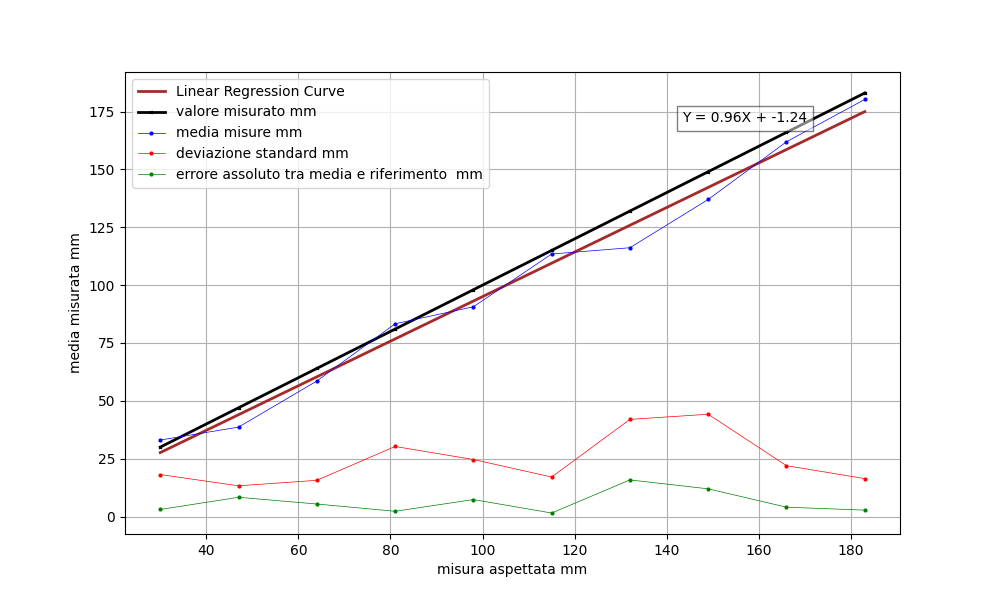 Linear Regression Curve
valore misurato mm
media misure mm
deviazione standard mm
errore assoluto tra media e riferimento  mm
Y = 0.96X + -1.24
175
150
125
100
75
50
25
0
media misurata mm
40 60 80 100 120 140 160 180
misura aspettata mm